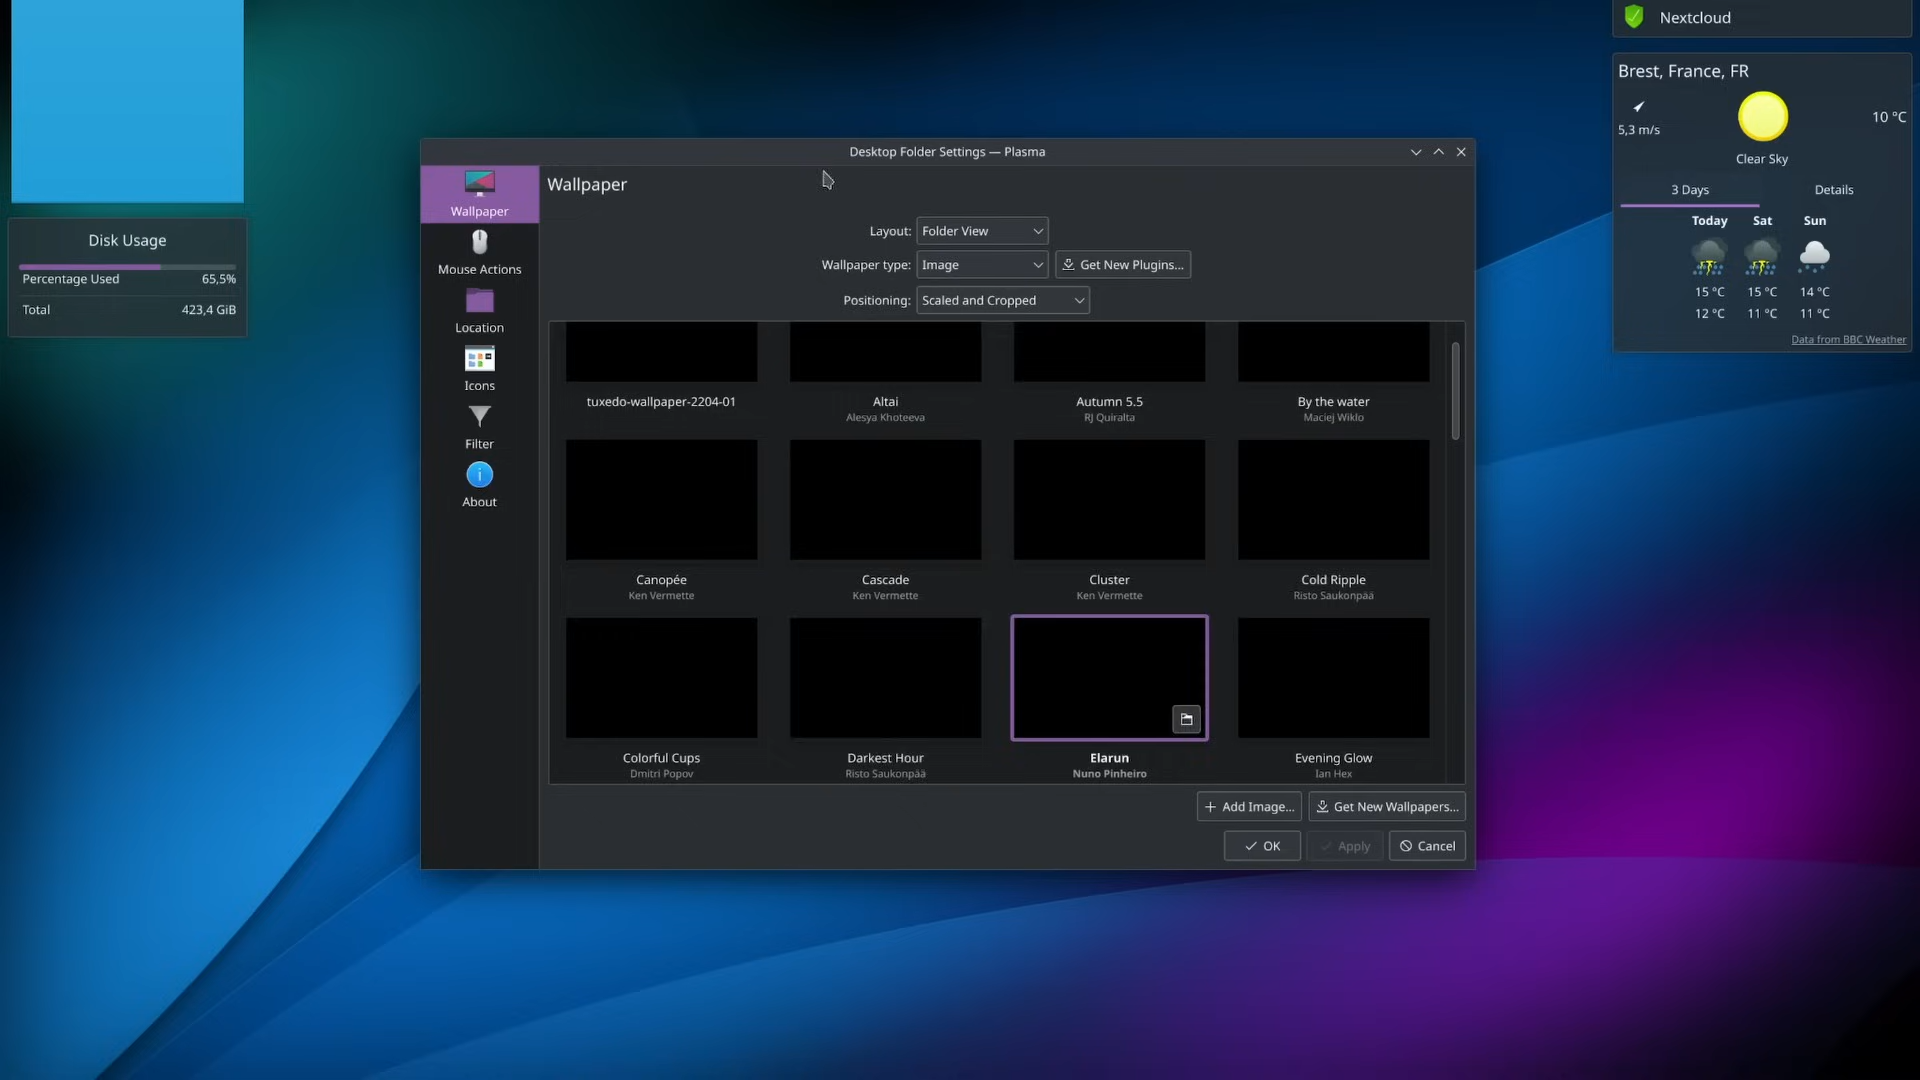 Nextcloud
Brest, France, FR
5,3 m/s
10 °C
Clear Sky
3 Days
Details
Today Sat Sun
15 °C 15 °C 14 °C
12 °C 11 °C 11 °C
Data from BBC Weather
Disk Usage
Percentage Used 65,5%
Total 423,4 GiB
Desktop Folder Settings — Plasma
Wallpaper
Mouse Actions
Location
Icons
Filter
About
Wallpaper
Layout: Folder View
Wallpaper type: Image Get New Plugins...
Positioning: Scaled and Cropped
tuxedo-wallpaper-2204-01
Altai
Alesya Khoteeva
Autumn 5.5
RJ Quiralta
By the water
Maciej Wiklo
Canopée
Ken Vermette
Cascade
Ken Vermette
Cluster
Ken Vermette
Cold Ripple
Risto Saukonpää
Colorful Cups
Dmitri Popov
Darkest Hour
Risto Saukonpää
Elarun
Nuno Pinheiro
Evening Glow
Ian Hex
Add Image...
Get New Wallpapers...
OK
Apply
Cancel